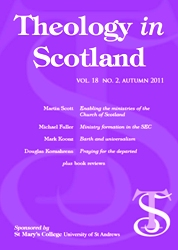 Theology in
Scotland
VOL. 18 NO. 2, AUTUMN 2011
Martin Scott Enabling the ministries of the
Church of Scotland
Michael Fuller Ministry formation in the SEC
Mark Koonz Barth and universalism
Douglas Kornahrens Praying for the departed
plus book reviews
Sponsored by
St Mary's College University of St Andrews
TS